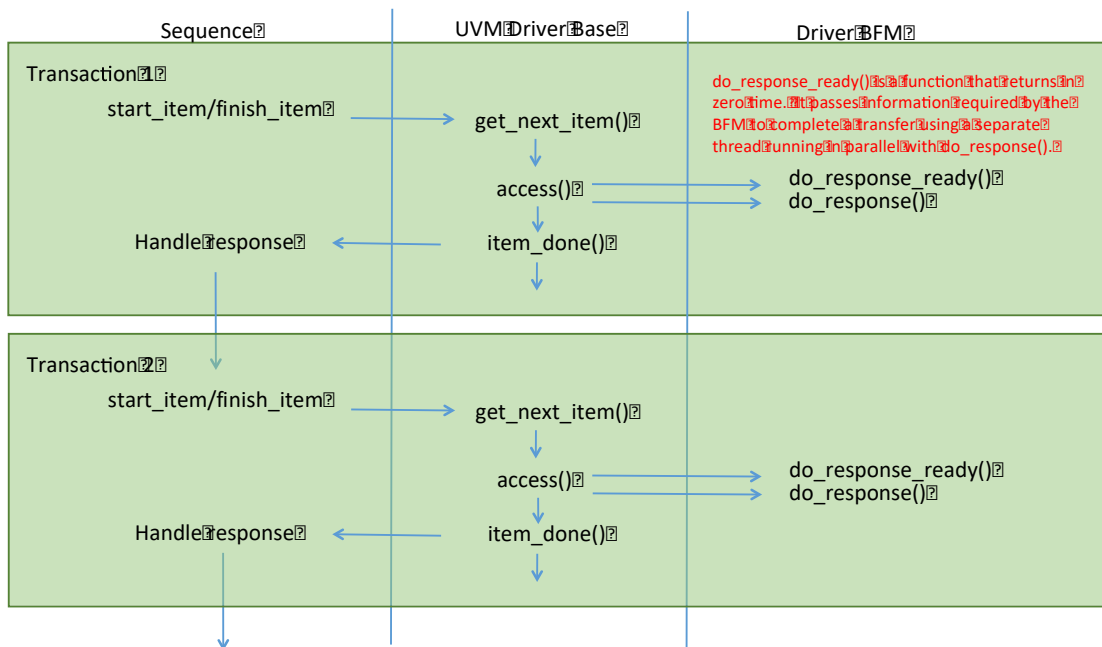 Sequence
UVM Driver Base
Driver BFM
Transaction 1
start_item/finish_item
get_next_item()
access()
item_done()
Handle response
do_response_ready() is a function that returns in
zero time. It passes information required by the
BFM to complete a transfer using a separate
thread running in parallel with do_response().
do_response_ready()
do_response()
Transaction 2
start_item/finish_item
get_next_item()
access()
do_response_ready()
do_response()
Handle response
item_done()